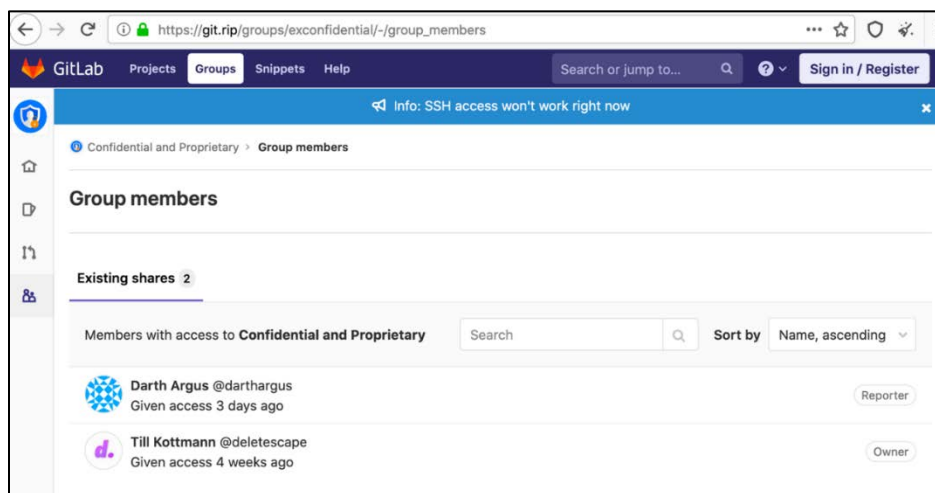 https://git.rip/groups/exconfidential/-/group_members
GitLab Projects Groups Snippets Help Search or jump to... Sign in / Register
Info: SSH access won't work right now
Confidential and Proprietary > Group members
Group members
Existing shares 2
Members with access to Confidential and Proprietary Search Sort by Name, ascending
Darth Argus @darthargus
Given access 3 days ago
Reporter
Till Kottmann @deletescape
Given access 4 weeks ago
Owner
d.